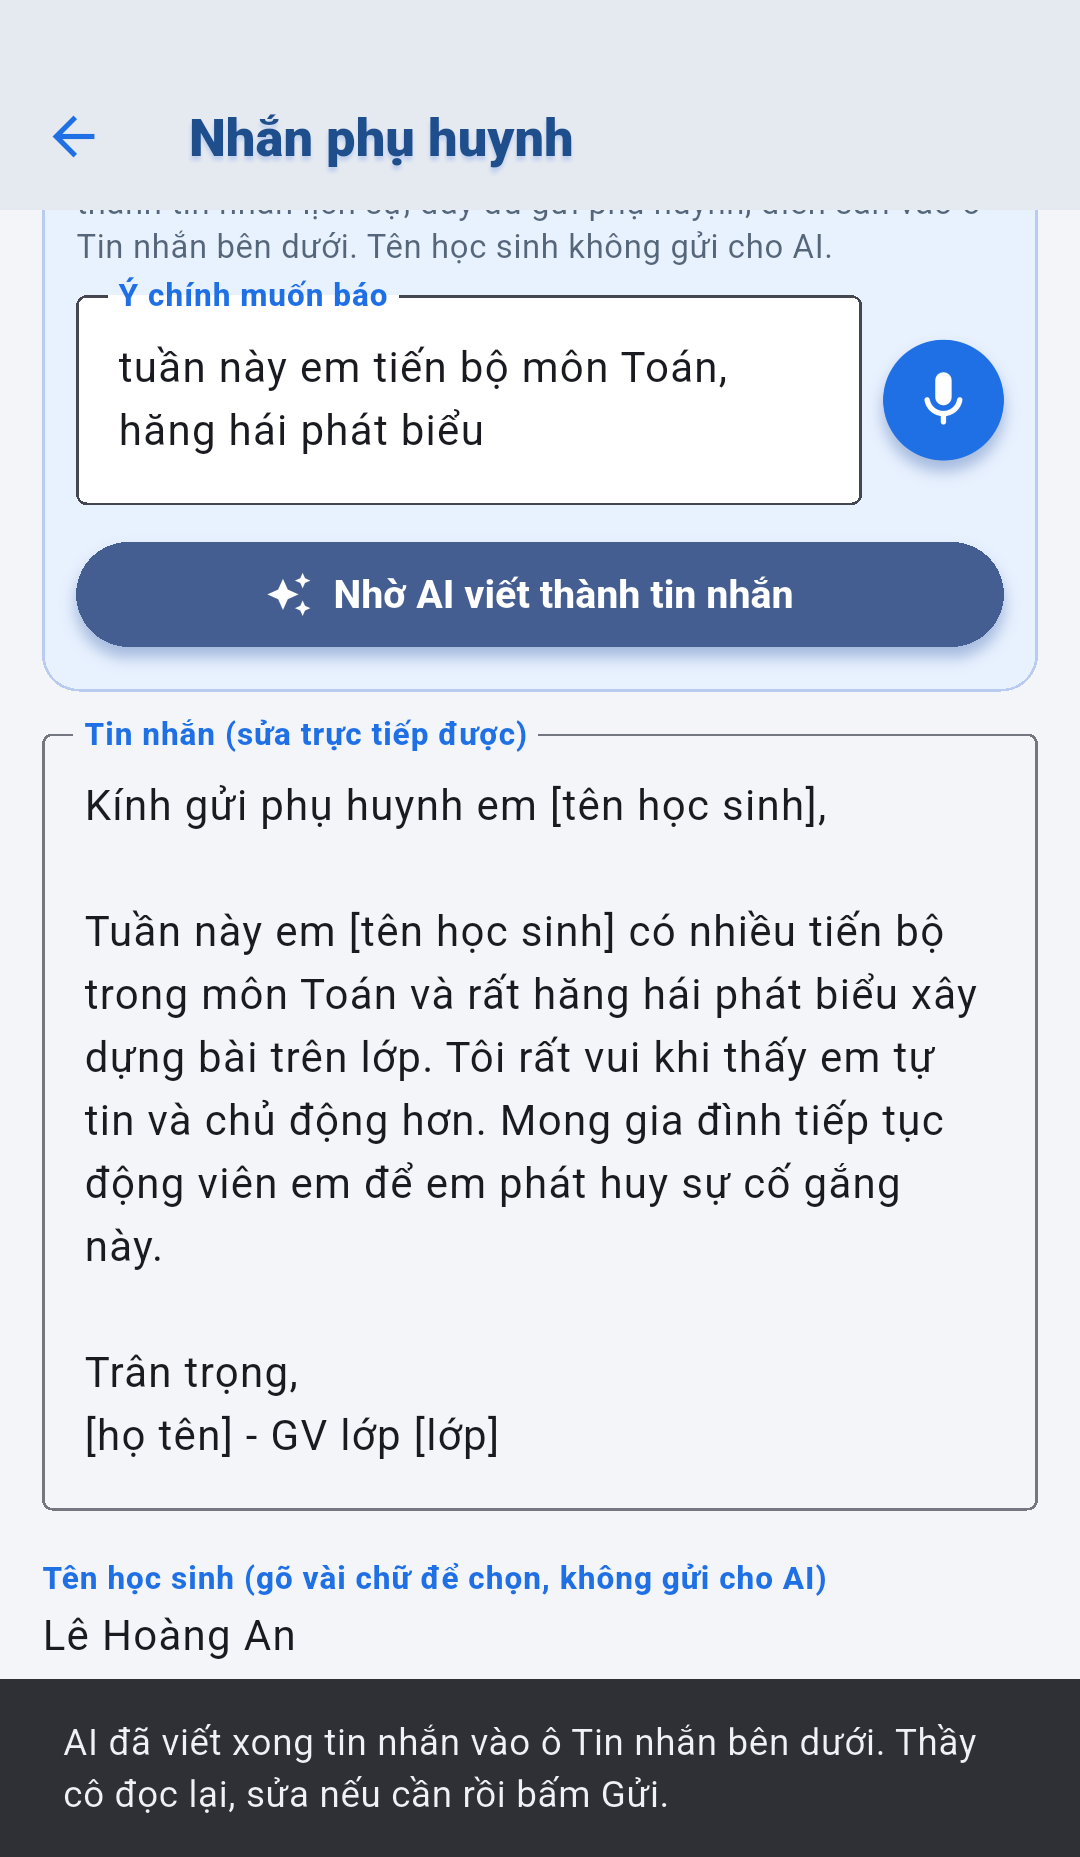 Nhắn phụ huynh
Tin nhắn bên dưới. Tên học sinh không gửi cho AI.
Ý chính muốn báo
tuần này em tiến bộ môn Toán,
hăng hái phát biểu
Nhờ AI viết thành tin nhắn
Tin nhắn (sửa trực tiếp được)
Kính gửi phụ huynh em [tên học sinh],
Tuần này em [tên học sinh] có nhiều tiến bộ
trong môn Toán và rất hăng hái phát biểu xây
dựng bài trên lớp. Tôi rất vui khi thấy em tự
tin và chủ động hơn. Mong gia đình tiếp tục
động viên em để em phát huy sự cố gắng
này.
Trân trọng,
[họ tên] - GV lớp [lớp]
Tên học sinh (gõ vài chữ để chọn, không gửi cho AI)
Lê Hoàng An
AI đã viết xong tin nhắn vào ô Tin nhắn bên dưới. Thầy
cô đọc lại, sửa nếu cần rồi bấm Gửi.